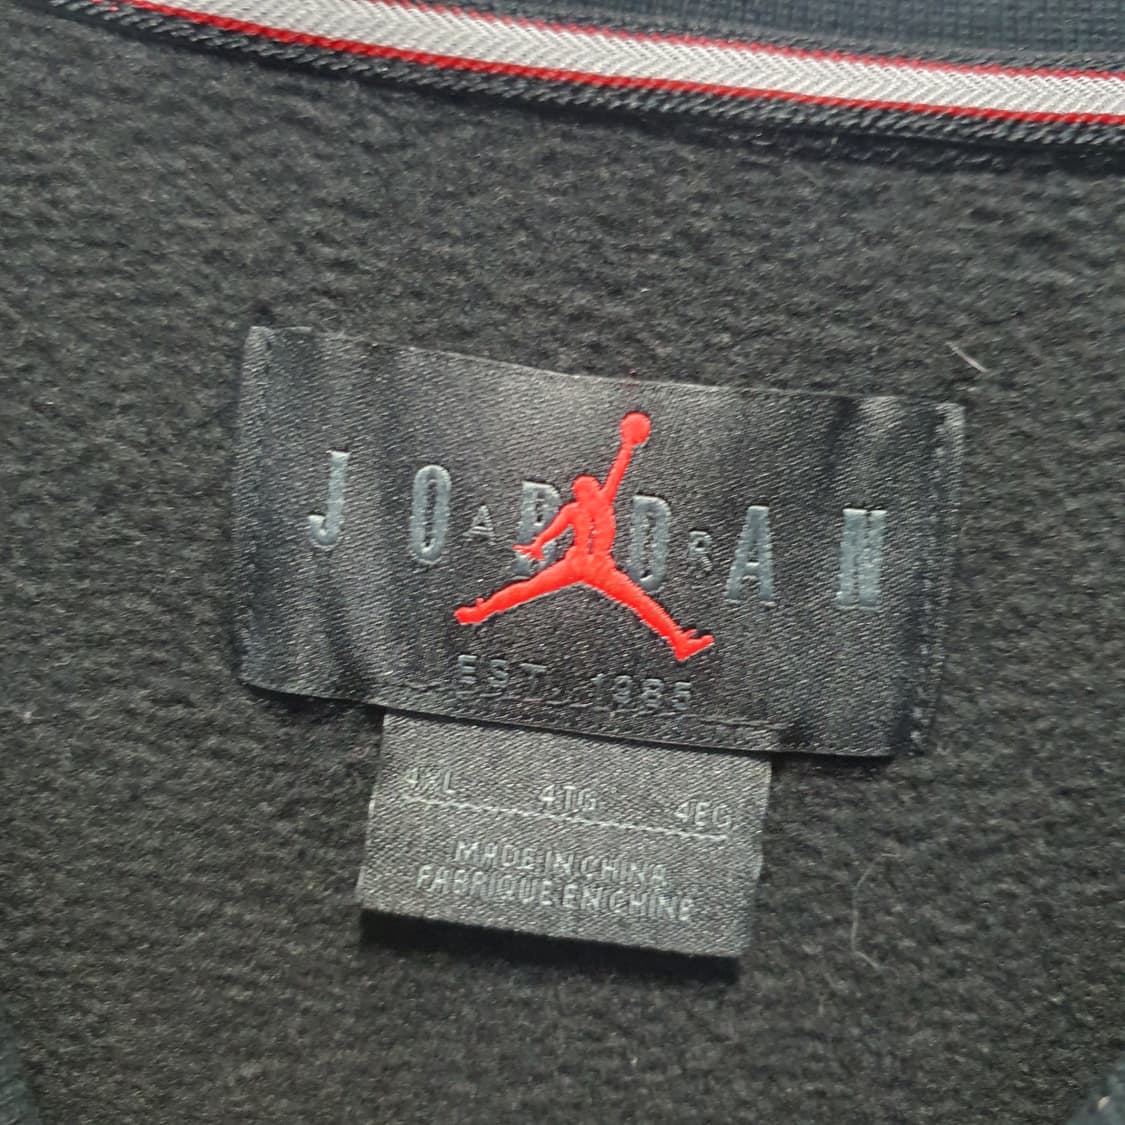 JORDAN
AIR
EST. 1985
4XL 4TG 4EG
MADE IN CHINA
FABRIQUE EN CHINE